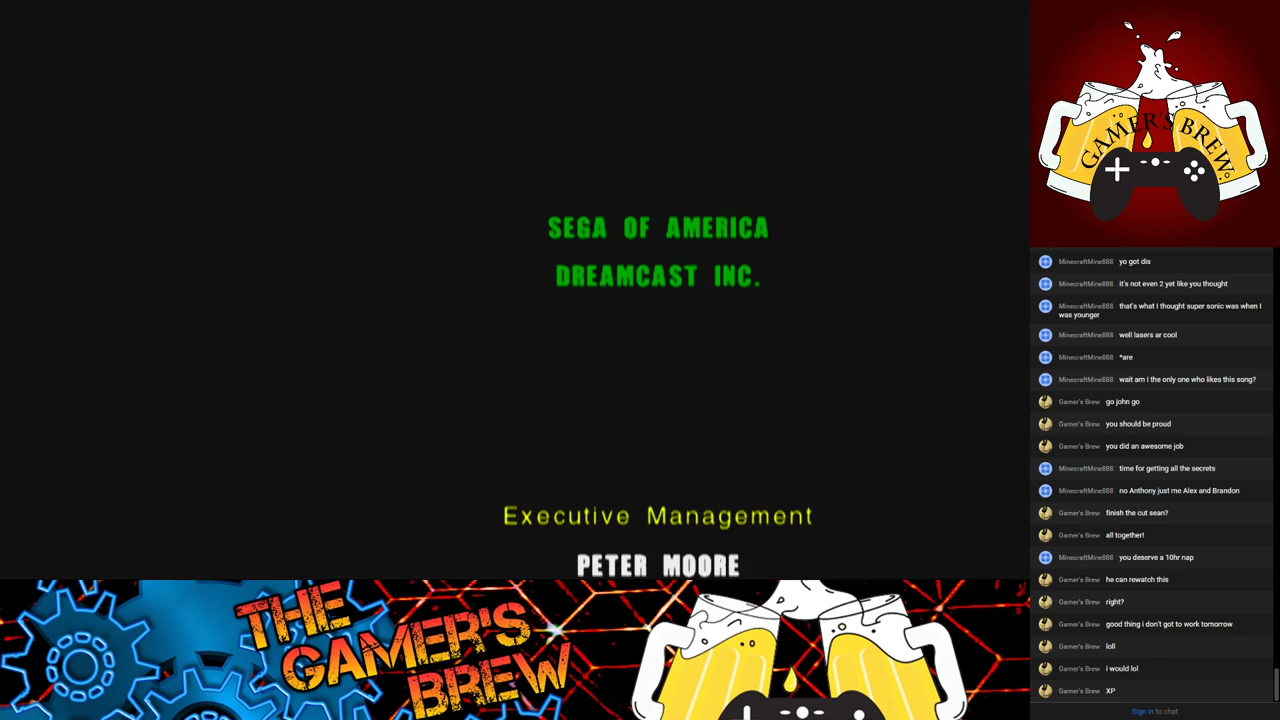 SEGA OF AMERICA
DREAMCAST INC.
Executive Management
PETER MOORE
THE
GAMER'S
BREW
GAMER'S BREW
MinecraftMine888 yo got dis
MinecraftMine888 it's not even 2 yet like you thought
MinecraftMine888 that's what I thought super sonic was when I
was younger
MinecraftMine888 well lasers ar cool
MinecraftMine888 *are
MinecraftMine888 wait am I the only one who likes this song?
Gamer's Brew go john go
Gamer's Brew you should be proud
Gamer's Brew you did an awesome job
MinecraftMine888 time for getting all the secrets
MinecraftMine888 no Anthony just me Alex and Brandon
Gamer's Brew finish the cut sean?
Gamer's Brew all together!
MinecraftMine888 you deserve a 10hr nap
Gamer's Brew he can rewatch this
Gamer's Brew right?
Gamer's Brew good thing i don't got to work tomorrow
Gamer's Brew loll
Gamer's Brew i would lol
Gamer's Brew XP
Sign in to chat